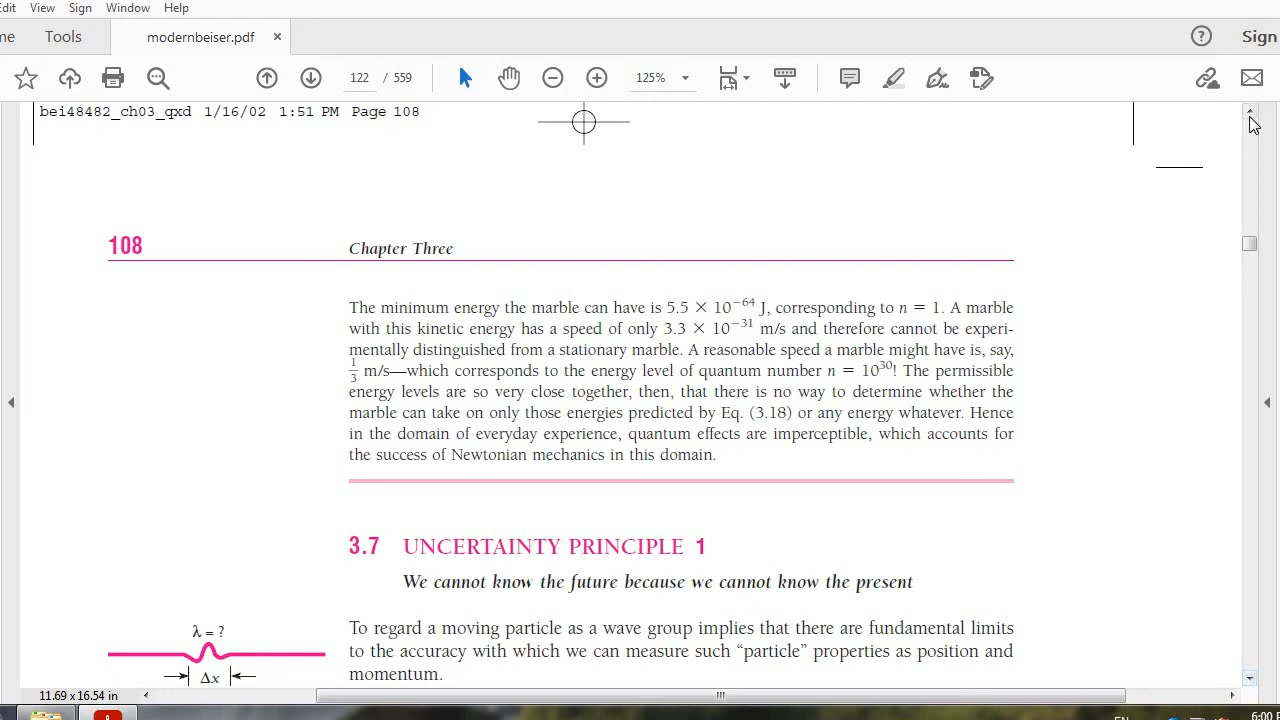 Edit View Sign Window Help
me Tools modernbeiser.pdf × ? Sign
122 / 559 125%
bei48482_ch03_qxd 1/16/02 1:51 PM Page 108
108 Chapter Three
The minimum energy the marble can have is 5.5 × 10⁻⁶⁴ J, corresponding to n = 1. A marble
with this kinetic energy has a speed of only 3.3 × 10⁻³¹ m/s and therefore cannot be experi-
mentally distinguished from a stationary marble. A reasonable speed a marble might have is, say,
1/3 m/s—which corresponds to the energy level of quantum number n = 10³⁰! The permissible
energy levels are so very close together, then, that there is no way to determine whether the
marble can take on only those energies predicted by Eq. (3.18) or any energy whatever. Hence
in the domain of everyday experience, quantum effects are imperceptible, which accounts for
the success of Newtonian mechanics in this domain.
3.7 UNCERTAINTY PRINCIPLE 1
We cannot know the future because we cannot know the present
λ = ?
Δx
To regard a moving particle as a wave group implies that there are fundamental limits
to the accuracy with which we can measure such “particle” properties as position and
momentum.
11.69 x 16.54 in
EN 6:00 P